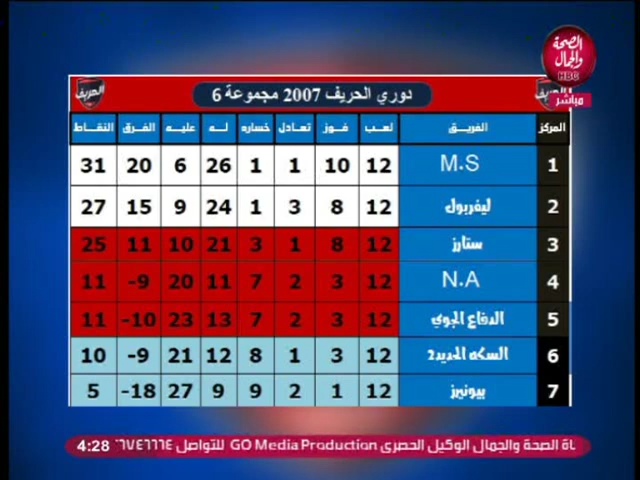 الصحة
والجمال
HBC
مباشر
الحريف
دوري الحريف 2007 مجموعة 6
المركز الفريق لعب فوز تعادل خساره له عليه الفرق النقاط
1 M.S 12 10 1 1 26 6 20 31
2 ليفربول 12 8 3 1 24 9 15 27
3 ستارز 12 8 1 3 21 10 11 25
4 N.A 12 3 2 7 11 20 9- 11
5 الدفاع الجوي 12 3 2 7 13 23 10- 11
6 السكه الحديد2 12 3 1 8 12 21 9- 10
7 بيونيرز 12 1 2 9 9 27 18- 5
ناة الصحة والجمال الوكيل الحصرى GO Media Production للتواصل 4:28